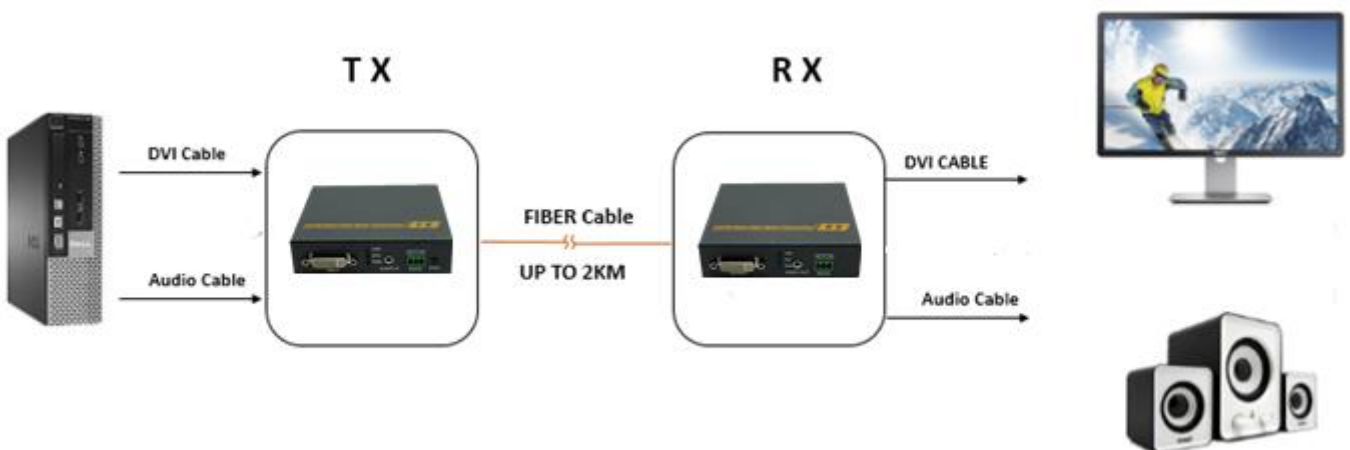 T X
R X
DVI Cable
DVI CABLE
FIBER Cable
UP TO 2KM
Audio Cable
Audio Cable